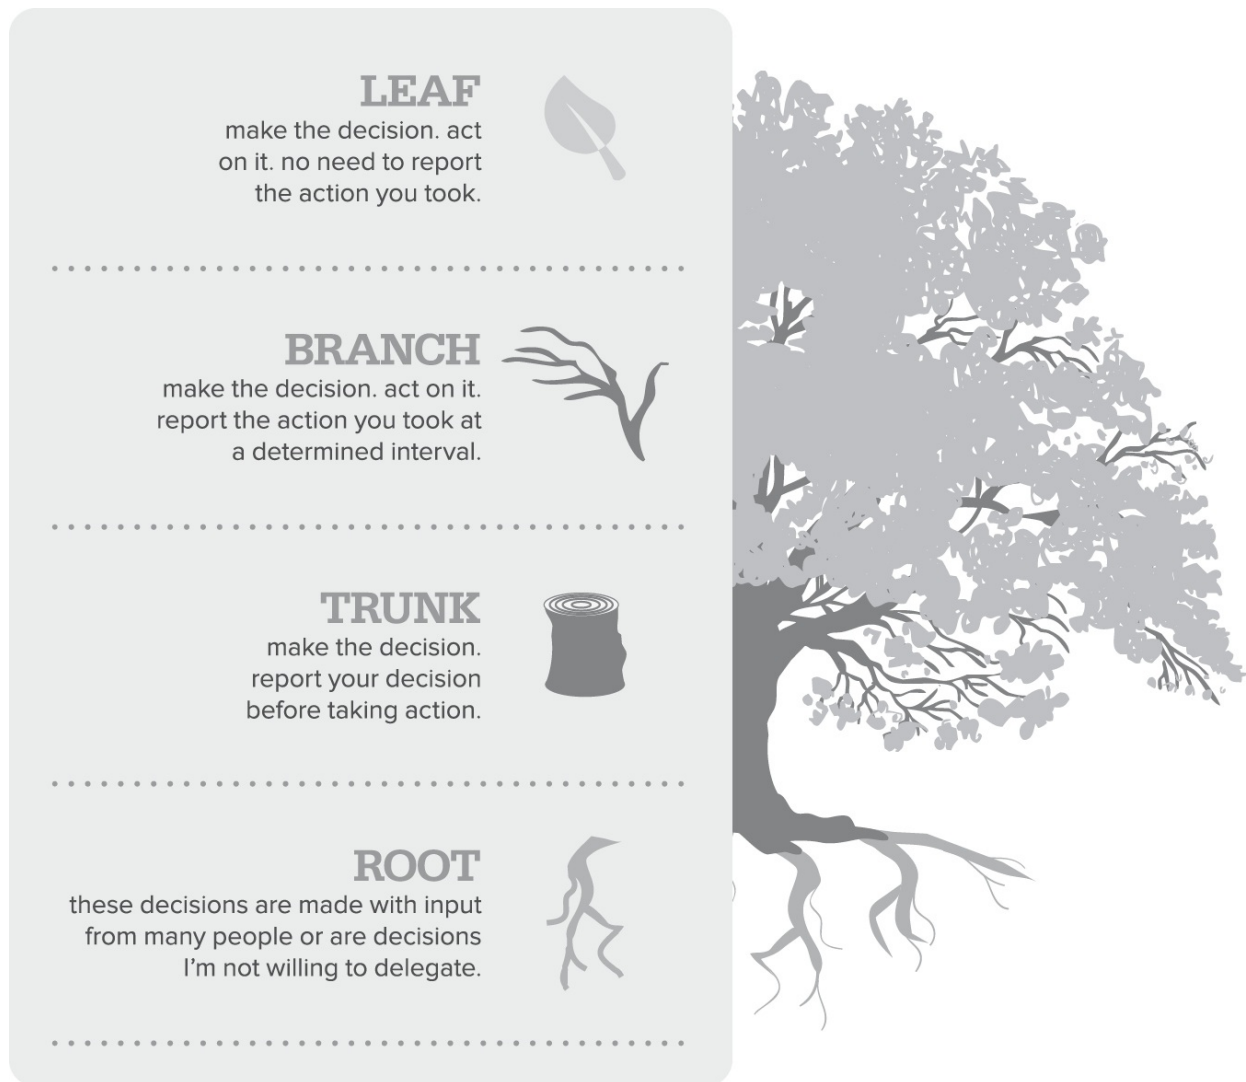 LEAF
make the decision. act
on it. no need to report
the action you took.
BRANCH
make the decision. act on it.
report the action you took at
a determined interval.
TRUNK
make the decision.
report your decision
before taking action.
ROOT
these decisions are made with input
from many people or are decisions
I’m not willing to delegate.